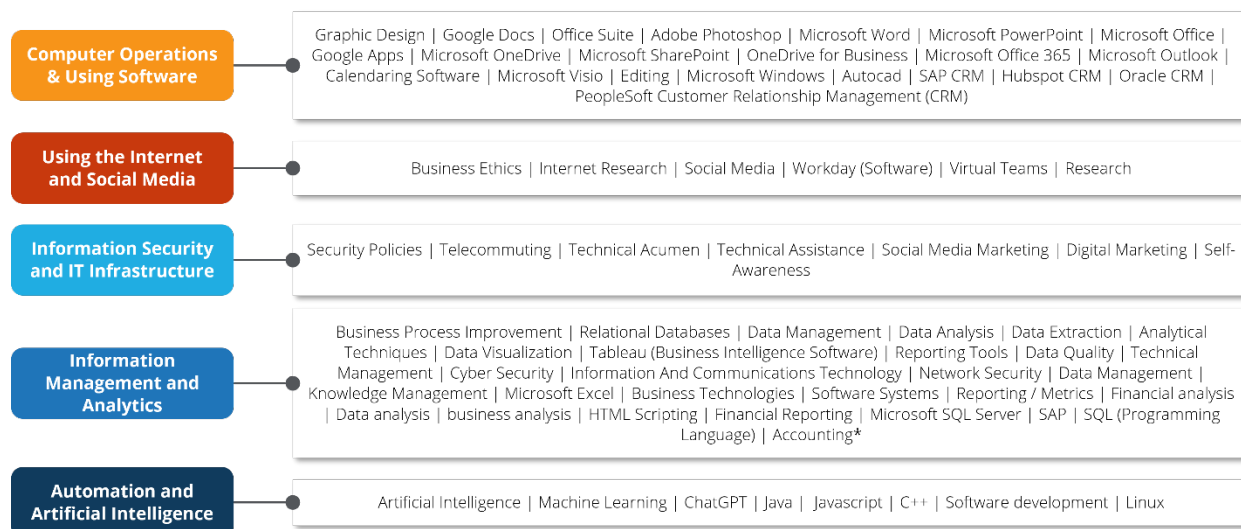 Computer Operations
& Using Software
Graphic Design | Google Docs | Office Suite | Adobe Photoshop | Microsoft Word | Microsoft PowerPoint | Microsoft Office |
Google Apps | Microsoft OneDrive | Microsoft SharePoint | OneDrive for Business | Microsoft Office 365 | Microsoft Outlook |
Calendaring Software | Microsoft Visio | Editing | Microsoft Windows | Autocad | SAP CRM | Hubspot CRM | Oracle CRM |
PeopleSoft Customer Relationship Management (CRM)
Using the Internet
and Social Media
Business Ethics | Internet Research | Social Media | Workday (Software) | Virtual Teams | Research
Information Security
and IT Infrastructure
Security Policies | Telecommuting | Technical Acumen | Technical Assistance | Social Media Marketing | Digital Marketing | Self-
Awareness
Information
Management and
Analytics
Business Process Improvement | Relational Databases | Data Management | Data Analysis | Data Extraction | Analytical
Techniques | Data Visualization | Tableau (Business Intelligence Software) | Reporting Tools | Data Quality | Technical
Management | Cyber Security | Information And Communications Technology | Network Security | Data Management |
Knowledge Management | Microsoft Excel | Business Technologies | Software Systems | Reporting / Metrics | Financial analysis
| Data analysis | business analysis | HTML Scripting | Financial Reporting | Microsoft SQL Server | SAP | SQL (Programming
Language) | Accounting*
Automation and
Artificial Intelligence
Artificial Intelligence | Machine Learning | ChatGPT | Java | Javascript | C++ | Software development | Linux